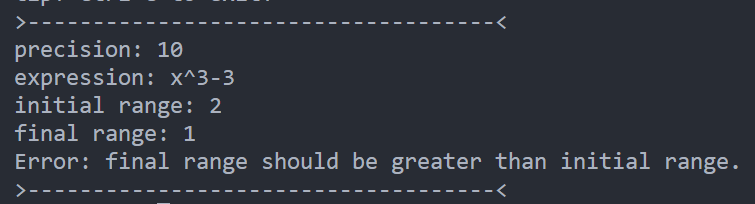 >------------------------------------<
precision: 10
expression: x^3-3
initial range: 2
final range: 1
Error: final range should be greater than initial range.
>------------------------------------<